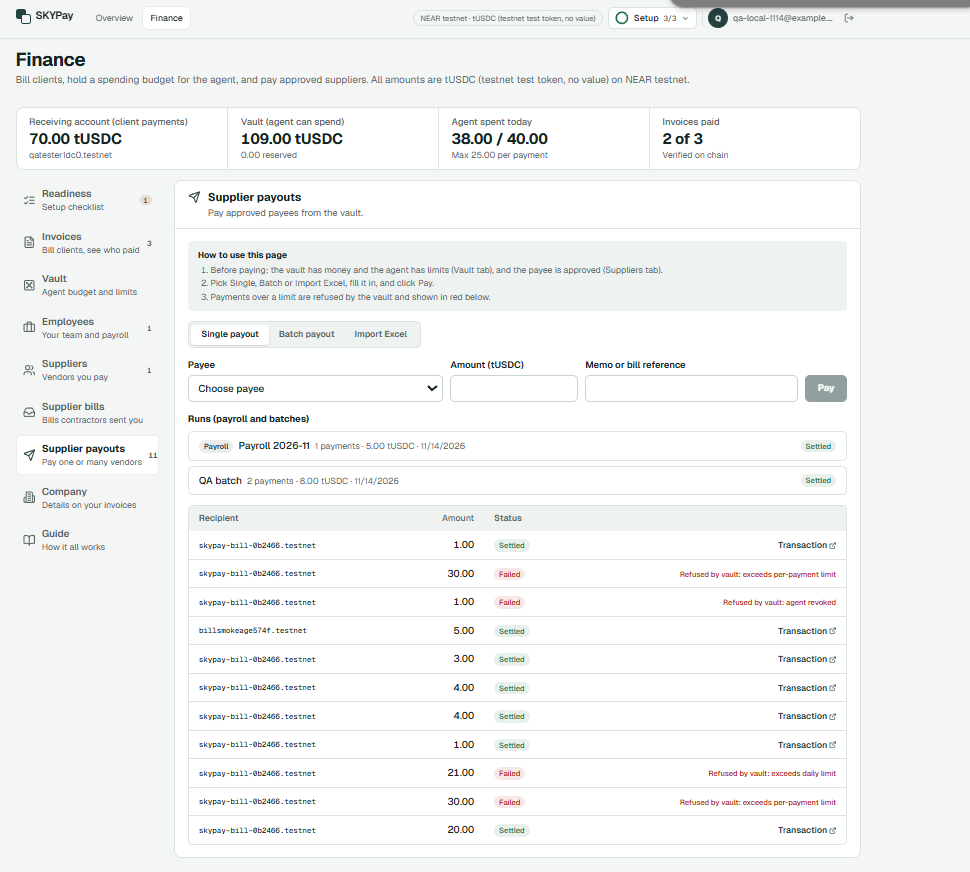 SKYPay
Overview
Finance
NEAR testnet · tUSDC (testnet test token, no value)
Setup 3/3
Q
qa-local-1114@example...
Finance
Bill clients, hold a spending budget for the agent, and pay approved suppliers. All amounts are tUSDC (testnet test token, no value) on NEAR testnet.
Receiving account (client payments)
70.00 tUSDC
qatester1dc0.testnet
Vault (agent can spend)
109.00 tUSDC
0.00 reserved
Agent spent today
38.00 / 40.00
Max 25.00 per payment
Invoices paid
2 of 3
Verified on chain
Readiness
Setup checklist
1
Invoices
Bill clients, see who paid
3
Vault
Agent budget and limits
Employees
Your team and payroll
1
Suppliers
Vendors you pay
1
Supplier bills
Bills contractors sent you
Supplier payouts
Pay one or many vendors
11
Company
Details on your invoices
Guide
How it all works
Supplier payouts
Pay approved payees from the vault.
How to use this page
1. Before paying: the vault has money and the agent has limits (Vault tab), and the payee is approved (Suppliers tab).
2. Pick Single, Batch or Import Excel, fill it in, and click Pay.
3. Payments over a limit are refused by the vault and shown in red below.
Single payout
Batch payout
Import Excel
Payee
Amount (tUSDC)
Memo or bill reference
Choose payee
Pay
Runs (payroll and batches)
Payroll Payroll 2026-11 1 payments · 5.00 tUSDC · 11/14/2026 Settled
QA batch 2 payments · 8.00 tUSDC · 11/14/2026 Settled
Recipient Amount Status
skypay-bill-0b2466.testnet 1.00 Settled Transaction
skypay-bill-0b2466.testnet 30.00 Failed Refused by vault: exceeds per-payment limit
skypay-bill-0b2466.testnet 1.00 Failed Refused by vault: agent revoked
billsmokeage574f.testnet 5.00 Settled Transaction
skypay-bill-0b2466.testnet 3.00 Settled Transaction
skypay-bill-0b2466.testnet 4.00 Settled Transaction
skypay-bill-0b2466.testnet 4.00 Settled Transaction
skypay-bill-0b2466.testnet 1.00 Settled Transaction
skypay-bill-0b2466.testnet 21.00 Failed Refused by vault: exceeds daily limit
skypay-bill-0b2466.testnet 30.00 Failed Refused by vault: exceeds per-payment limit
skypay-bill-0b2466.testnet 20.00 Settled Transaction